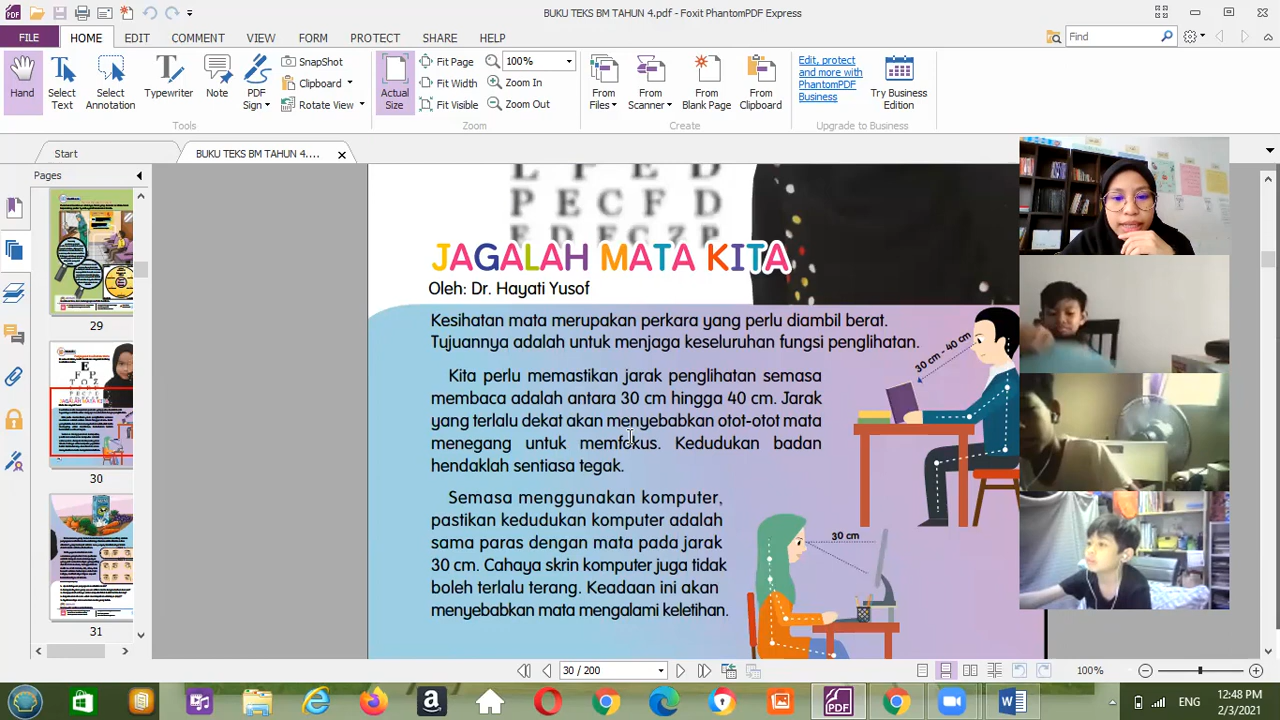 BUKU TEKS BM TAHUN 4.pdf - Foxit PhantomPDF Express
FILE HOME EDIT COMMENT VIEW FORM PROTECT SHARE HELP
Find
Hand
Select Text
Select Annotation
Typewriter
Note
PDF Sign
SnapShot
Clipboard
Rotate View
Tools
Actual Size
Fit Page
Fit Width
Fit Visible
100%
Zoom In
Zoom Out
Zoom
From Files
From Scanner
From Blank Page
From Clipboard
Create
Edit, protect
and more with
PhantomPDF
Business
Try Business Edition
Upgrade to Business
Start
BUKU TEKS BM TAHUN 4....
Pages
29
30
31
L F E D
P E C F D
E D F C Z P
JAGALAH MATA KITA
Oleh: Dr. Hayati Yusof
Kesihatan mata merupakan perkara yang perlu diambil berat.
Tujuannya adalah untuk menjaga keseluruhan fungsi penglihatan.
Kita perlu memastikan jarak penglihatan semasa
membaca adalah antara 30 cm hingga 40 cm. Jarak
yang terlalu dekat akan menyebabkan otot-otot mata
menegang untuk memfokus. Kedudukan badan
hendaklah sentiasa tegak.
30 cm - 40 cm
Semasa menggunakan komputer,
pastikan kedudukan komputer adalah
sama paras dengan mata pada jarak
30 cm. Cahaya skrin komputer juga tidak
boleh terlalu terang. Keadaan ini akan
menyebabkan mata mengalami keletihan.
30 cm
30 / 200
100%
ENG
12:48 PM
2/3/2021